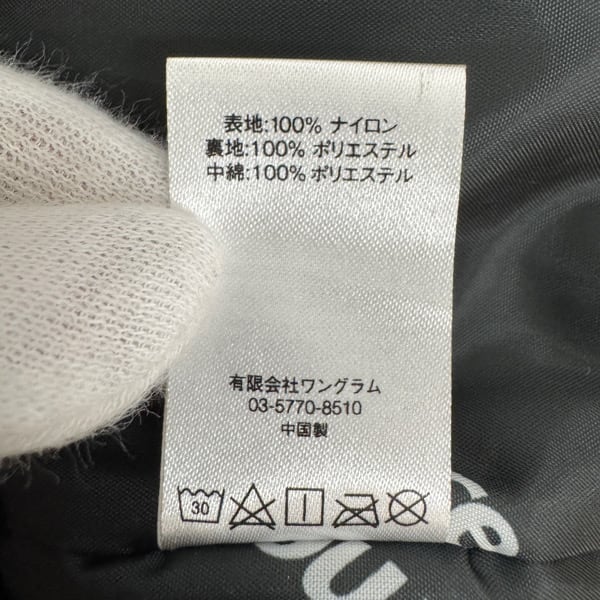 表地:100% ナイロン
裏地:100% ポリエステル
中綿:100% ポリエステル
有限会社ワングラム
03-5770-8510
中国製
30